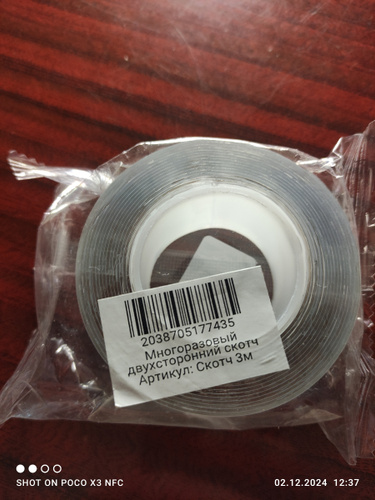 2038705177435
Многоразовый
двухсторонний скотч
Артикул: Скотч 3м
SHOT ON POCO X3 NFC
02.12.2024 12:37